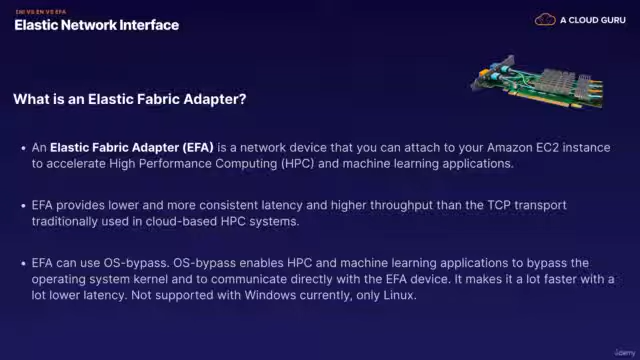 ENI VS EN VS EFA
Elastic Network Interface
A CLOUD GURU
What is an Elastic Fabric Adapter?
• An Elastic Fabric Adapter (EFA) is a network device that you can attach to your Amazon EC2 instance
to accelerate High Performance Computing (HPC) and machine learning applications.
• EFA provides lower and more consistent latency and higher throughput than the TCP transport
traditionally used in cloud-based HPC systems.
• EFA can use OS-bypass. OS-bypass enables HPC and machine learning applications to bypass the
operating system kernel and to communicate directly with the EFA device. It makes it a lot faster with a
lot lower latency. Not supported with Windows currently, only Linux.
ûdemy